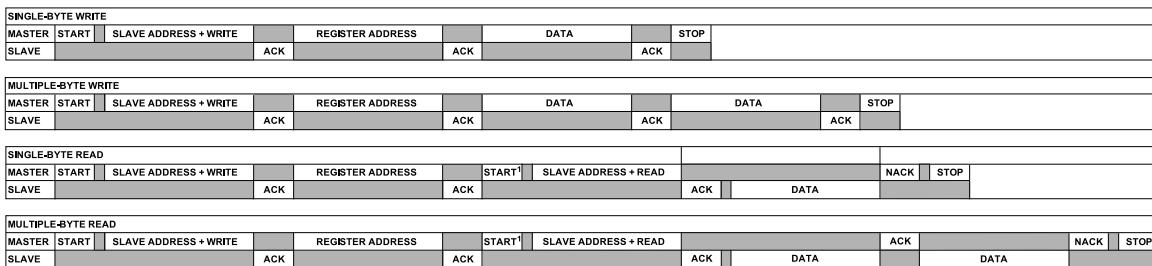 SINGLE-BYTE WRITE
MASTER START SLAVE ADDRESS + WRITE REGISTER ADDRESS DATA STOP
SLAVE ACK ACK ACK
MULTIPLE-BYTE WRITE
MASTER START SLAVE ADDRESS + WRITE REGISTER ADDRESS DATA DATA STOP
SLAVE ACK ACK ACK ACK
SINGLE-BYTE READ
MASTER START SLAVE ADDRESS + WRITE REGISTER ADDRESS START¹ SLAVE ADDRESS + READ NACK STOP
SLAVE ACK ACK ACK DATA
MULTIPLE-BYTE READ
MASTER START SLAVE ADDRESS + WRITE REGISTER ADDRESS START¹ SLAVE ADDRESS + READ ACK NACK STOP
SLAVE ACK ACK ACK DATA DATA